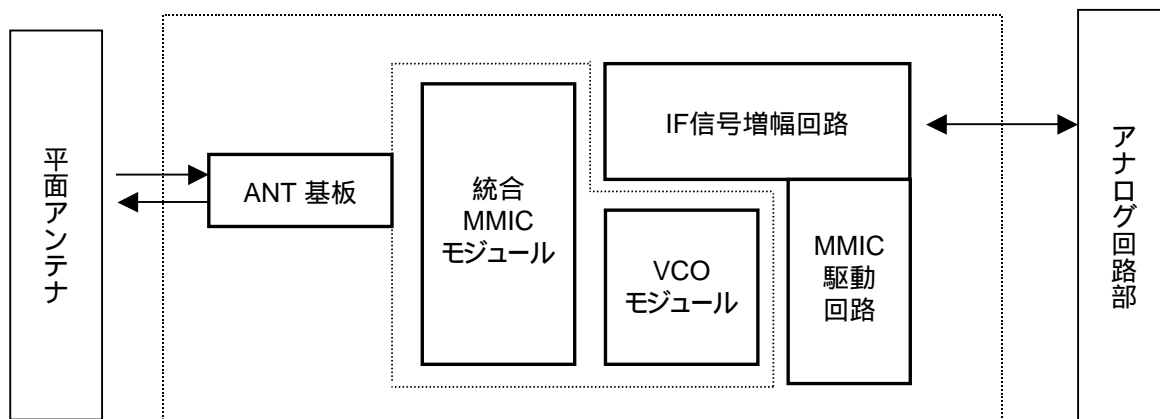 平面アンテナ
ANT 基板
統合
MMIC
モジュール
IF信号増幅回路
VCO
モジュール
MMIC
駆動
回路
アナログ回路部